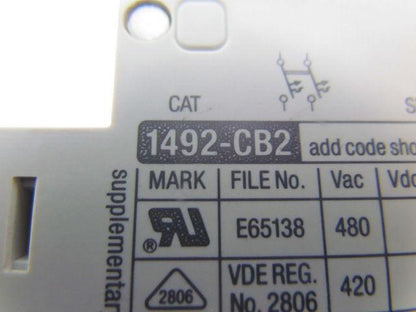 CAT
1492-CB2 add code sho
MARK FILE No. Vac Vdc
® E65138 480
2806 VDE REG. No. 2806 420
supplementar